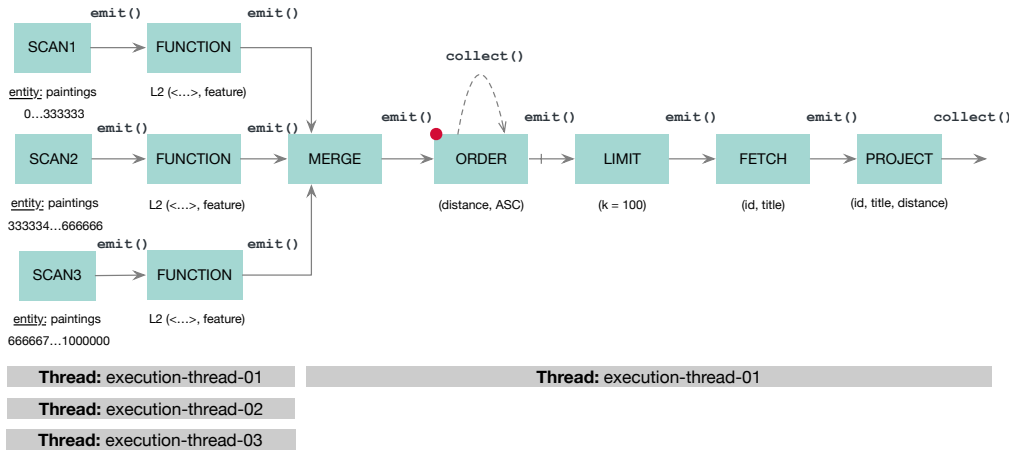 emit()
emit()
SCAN1
FUNCTION
entity: paintings
L2 (<...>, feature)
0...333333
collect()
emit()
emit()
emit()
emit()
emit()
emit()
collect()
SCAN2
FUNCTION
MERGE
ORDER
LIMIT
FETCH
PROJECT
entity: paintings
L2 (<...>, feature)
(distance, ASC)
(k = 100)
(id, title)
(id, title, distance)
333334...666666
emit()
emit()
SCAN3
FUNCTION
entity: paintings
L2 (<...>, feature)
666667...1000000
Thread: execution-thread-01
Thread: execution-thread-01
Thread: execution-thread-02
Thread: execution-thread-03